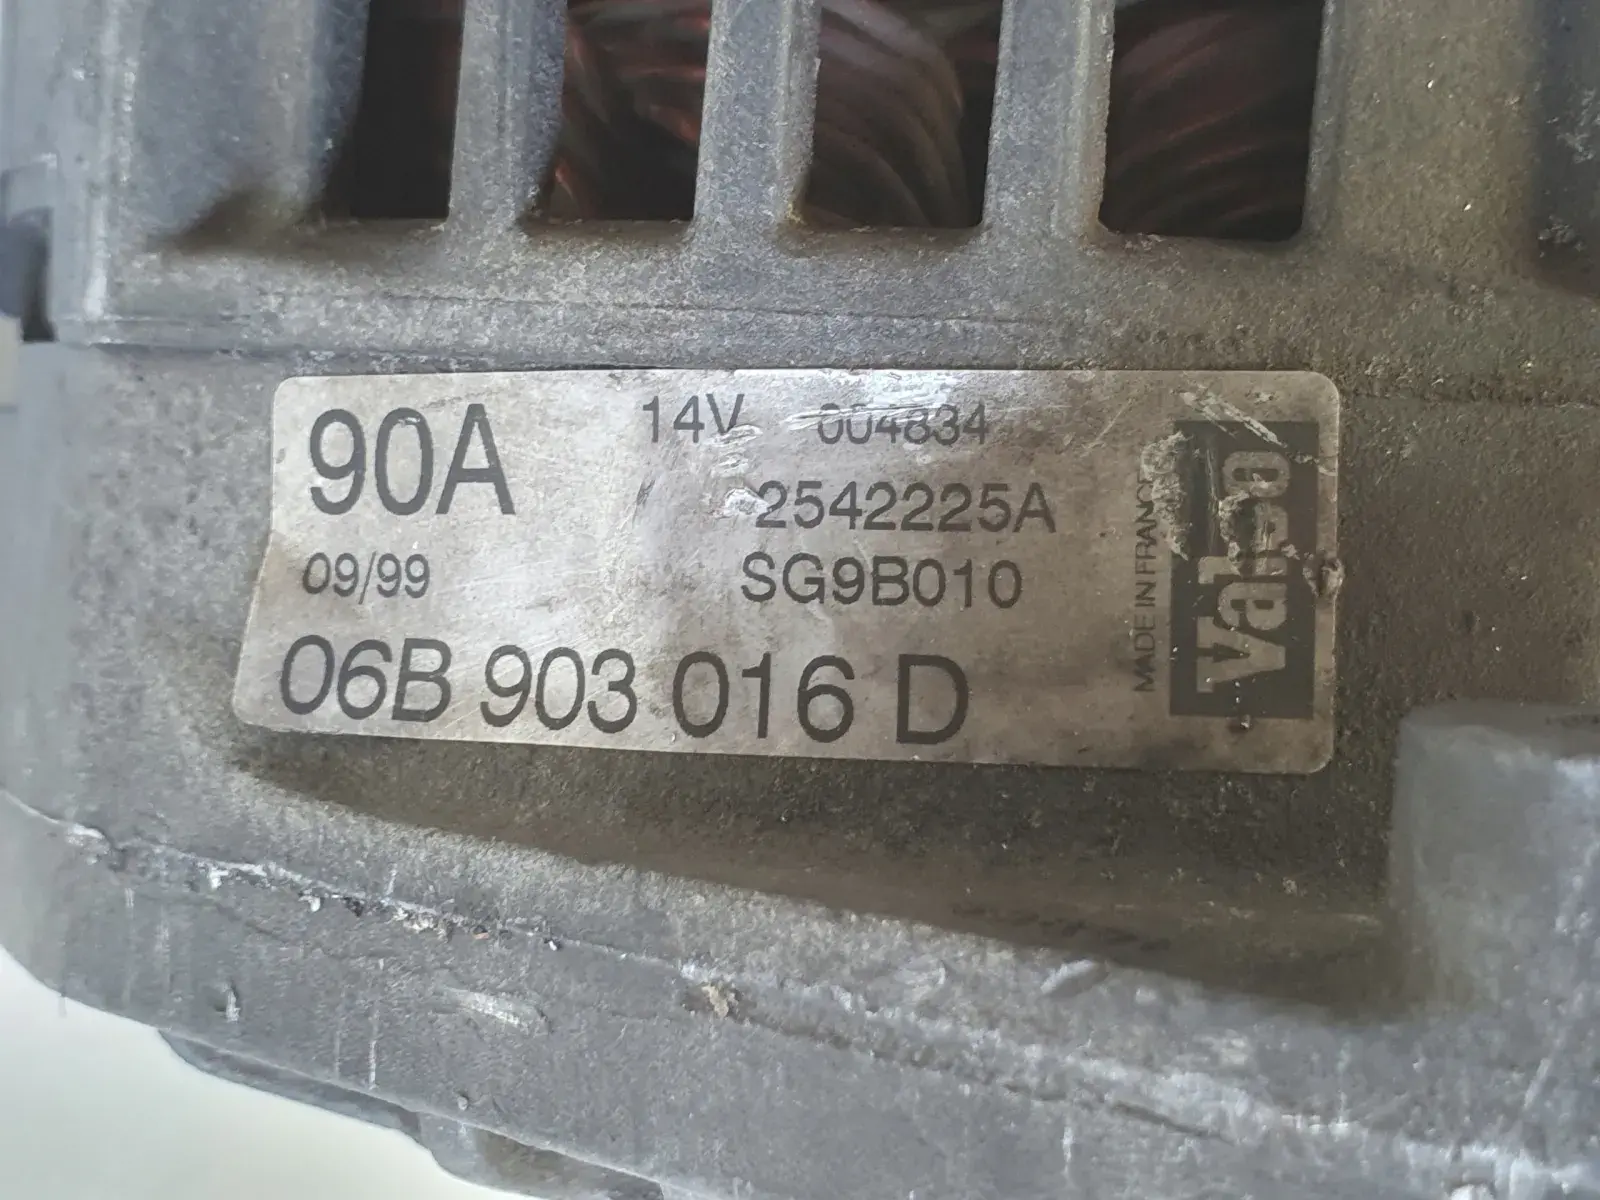 90A 14V 004834
2542225A
09/99 SG9B010
06B 903 016 D
MADE IN FRANCE
Valeo